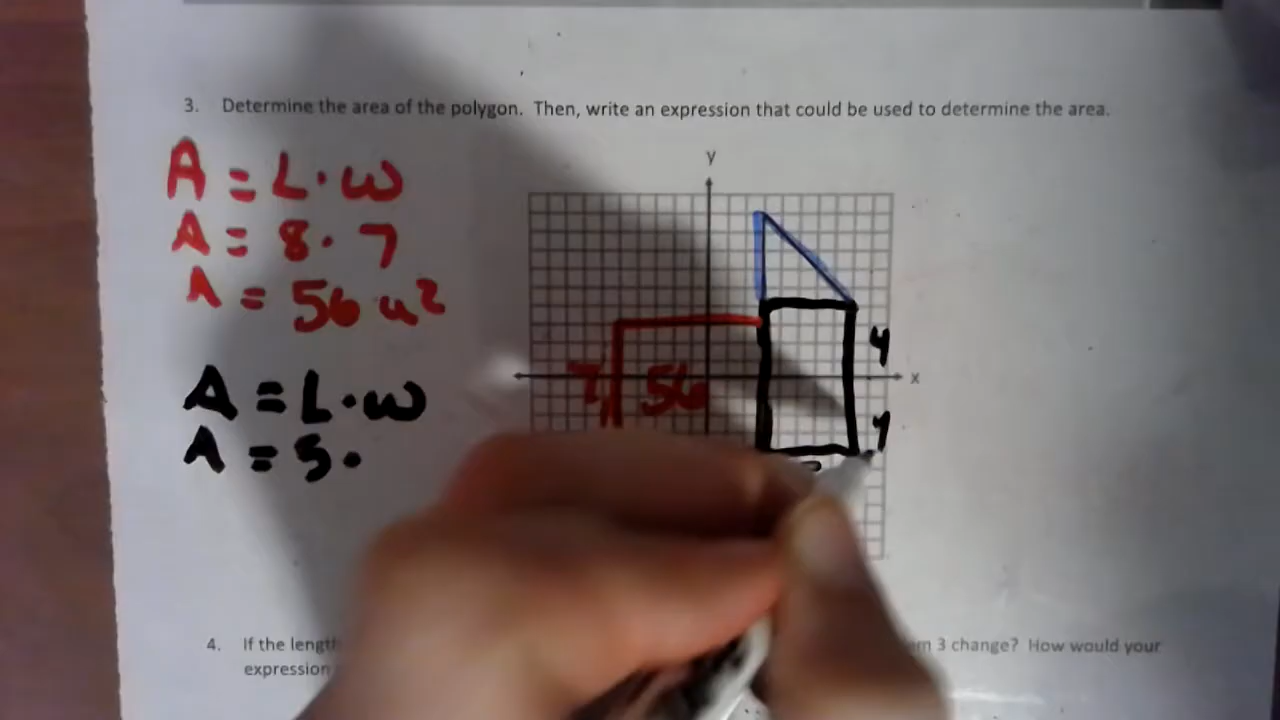 3. Determine the area of the polygon. Then, write an expression that could be used to determine the area.
A = L · w
A = 8 · 7
A = 56 u²
A = L · w
A = 5 ·
y
x
7
56
4
4. If the length 3 change? How would your
expression